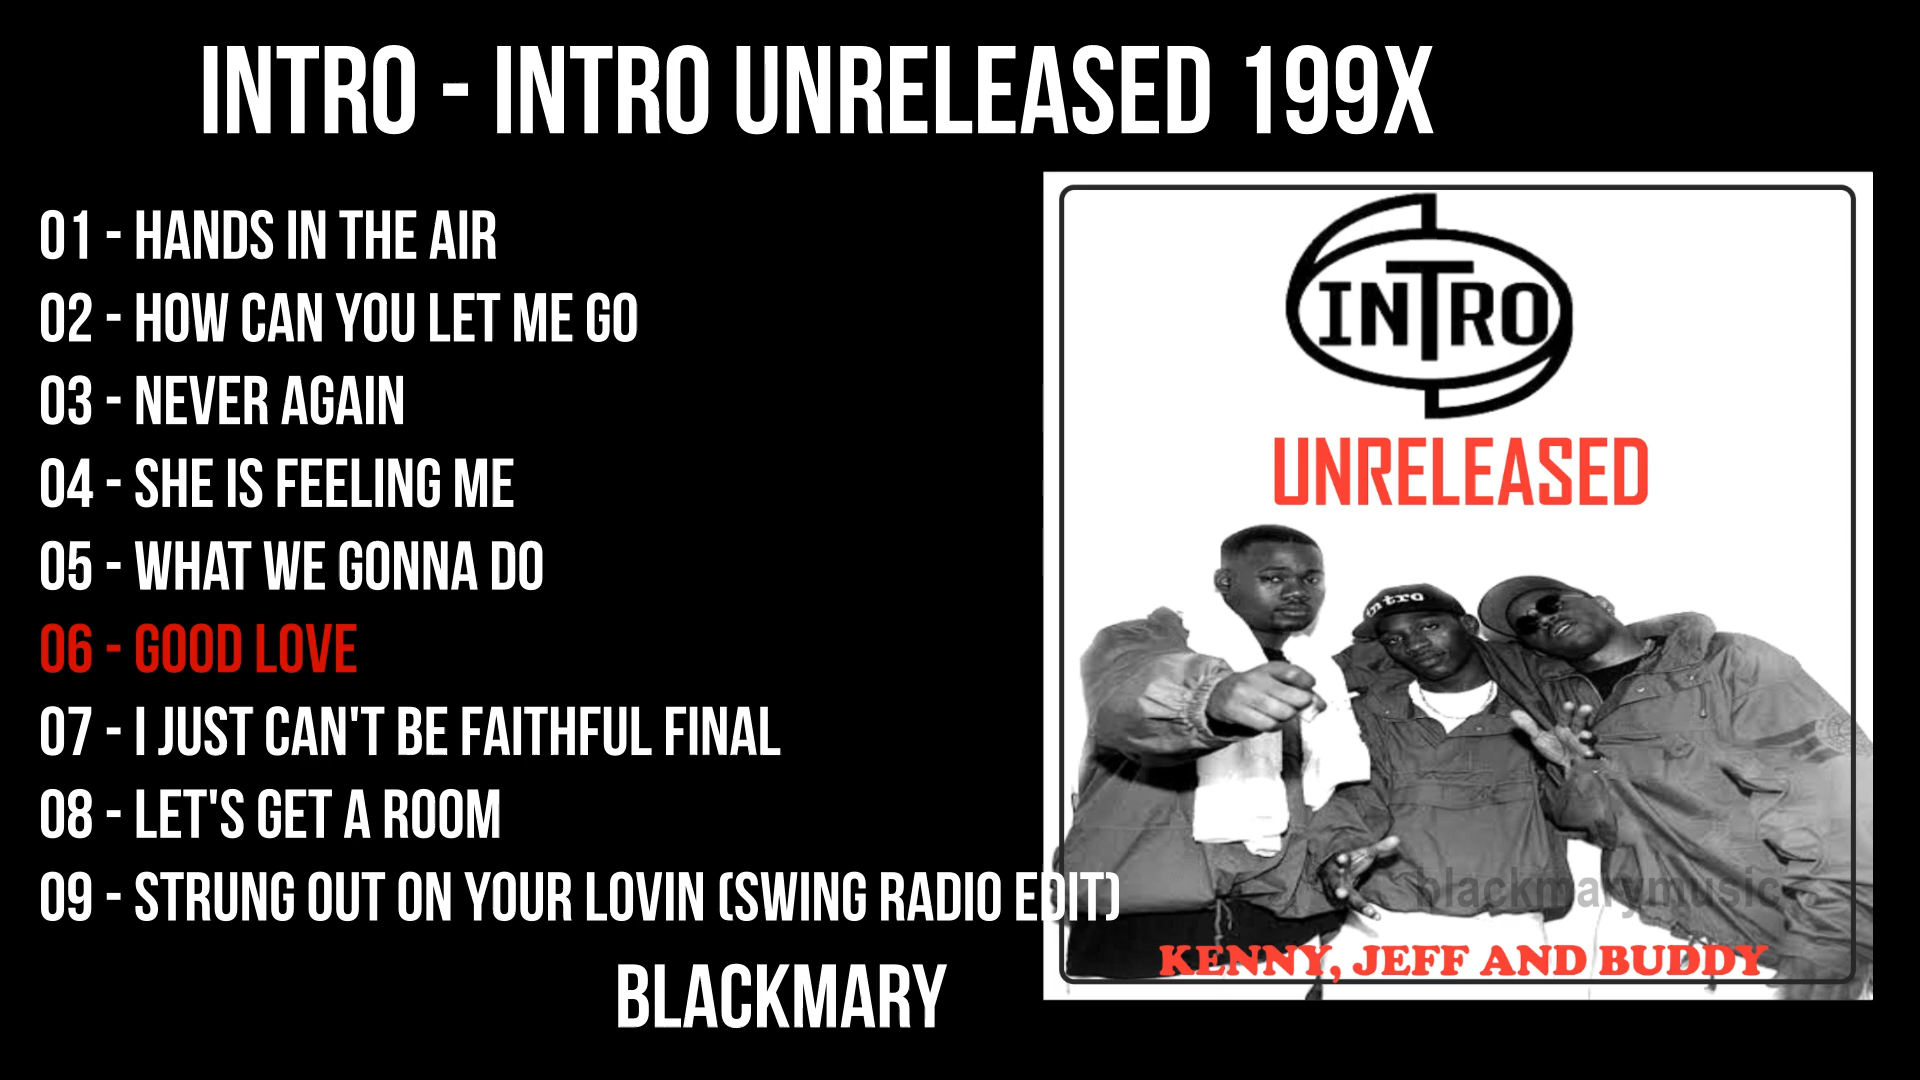 INTRO - INTRO UNRELEASED 199X
01 - HANDS IN THE AIR
02 - HOW CAN YOU LET ME GO
03 - NEVER AGAIN
04 - SHE IS FEELING ME
05 - WHAT WE GONNA DO
06 - GOOD LOVE
07 - I JUST CAN'T BE FAITHFUL FINAL
08 - LET'S GET A ROOM
09 - STRUNG OUT ON YOUR LOVIN (SWING RADIO EDIT)
BLACKMARY
INTRO
UNRELEASED
intro
blackmarymusic
KENNY, JEFF AND BUDDY